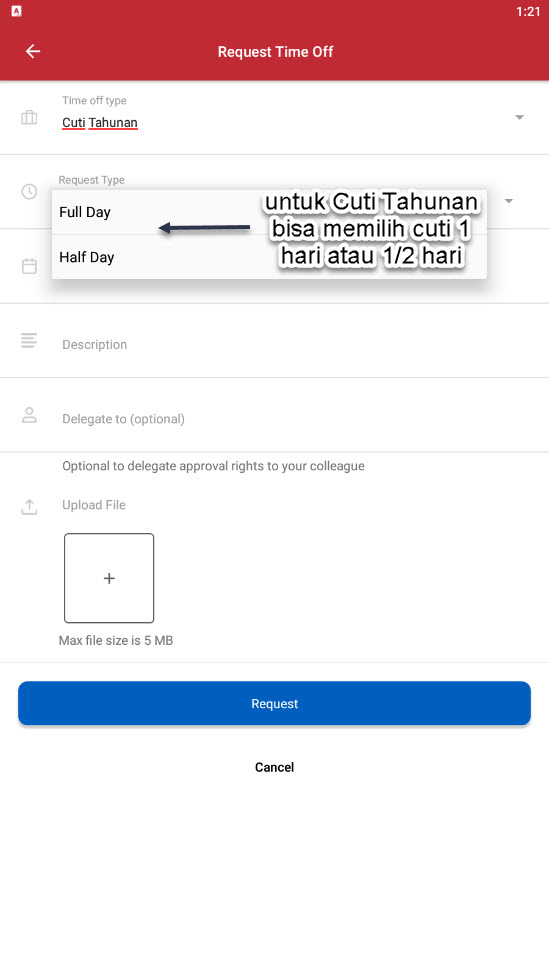 A 1:21
Request Time Off
Time off type
Cuti Tahunan
Request Type
Full Day
Half Day
untuk Cuti Tahunan
bisa memilih cuti 1
hari atau 1/2 hari
Description
Delegate to (optional)
Optional to delegate approval rights to your colleague
Upload File
+
Max file size is 5 MB
Request
Cancel